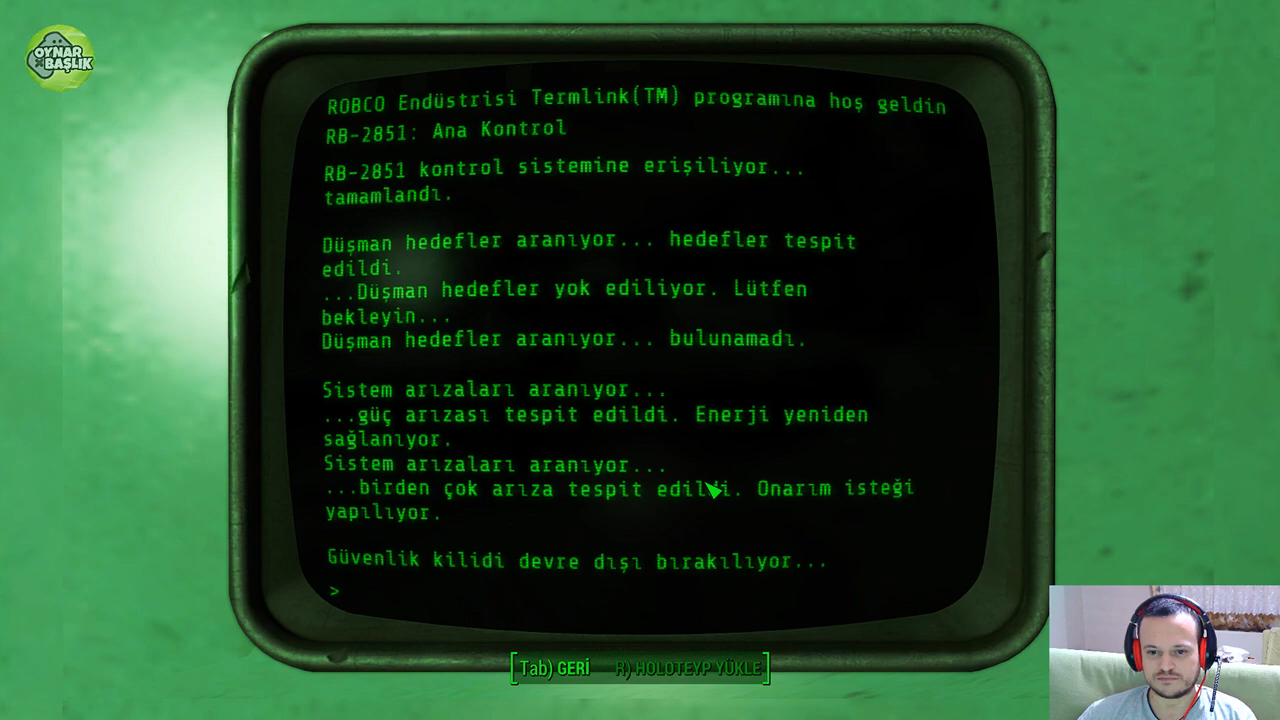 OYNAR
BAŞLIK
ROBCO Endüstrisi Termlink(TM) programına hoş geldin
RB-2851: Ana Kontrol
RB-2851 kontrol sistemine erişiliyor...
tamamlandı.
Düşman hedefler aranıyor... hedefler tespit
edildi.
...Düşman hedefler yok ediliyor. Lütfen
bekleyin...
Düşman hedefler aranıyor... bulunamadı.
Sistem arızaları aranıyor...
...güç arızası tespit edildi. Enerji yeniden
sağlanıyor.
Sistem arızaları aranıyor...
...birden çok arıza tespit edildi. Onarım isteği
yapılıyor.
Güvenlik kilidi devre dışı bırakılıyor...
>
Tab) GERİ R) HOLOTEYP YÜKLE